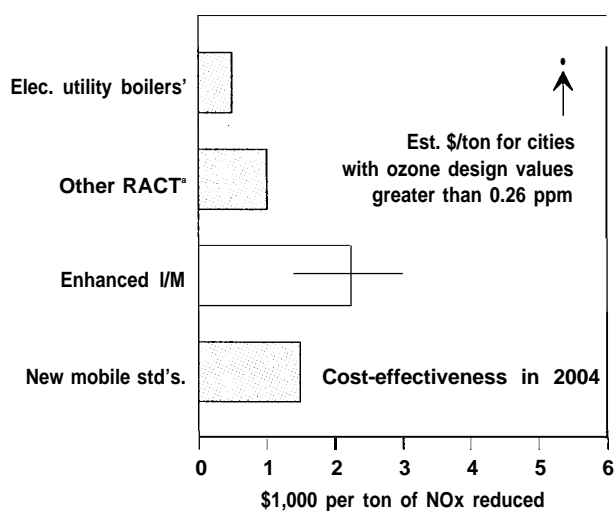 Elec. utility boilers'
Est. $/ton for cities
with ozone design values
greater than 0.26 ppm
Other RACTᵃ
Enhanced I/M
New mobile std's.
Cost-effectiveness in 2004
0 1 2 3 4 5 6
$1,000 per ton of NOx reduced